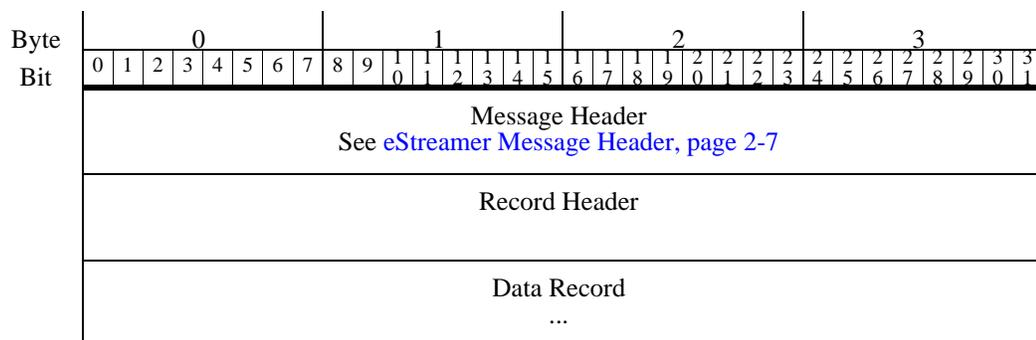 Byte 0 1 2 3
Bit 0 1 2 3 4 5 6 7 8 9 10 11 12 13 14 15 16 17 18 19 20 21 22 23 24 25 26 27 28 29 30 31
Message Header
See eStreamer Message Header, page 2-7
Record Header
Data Record
...